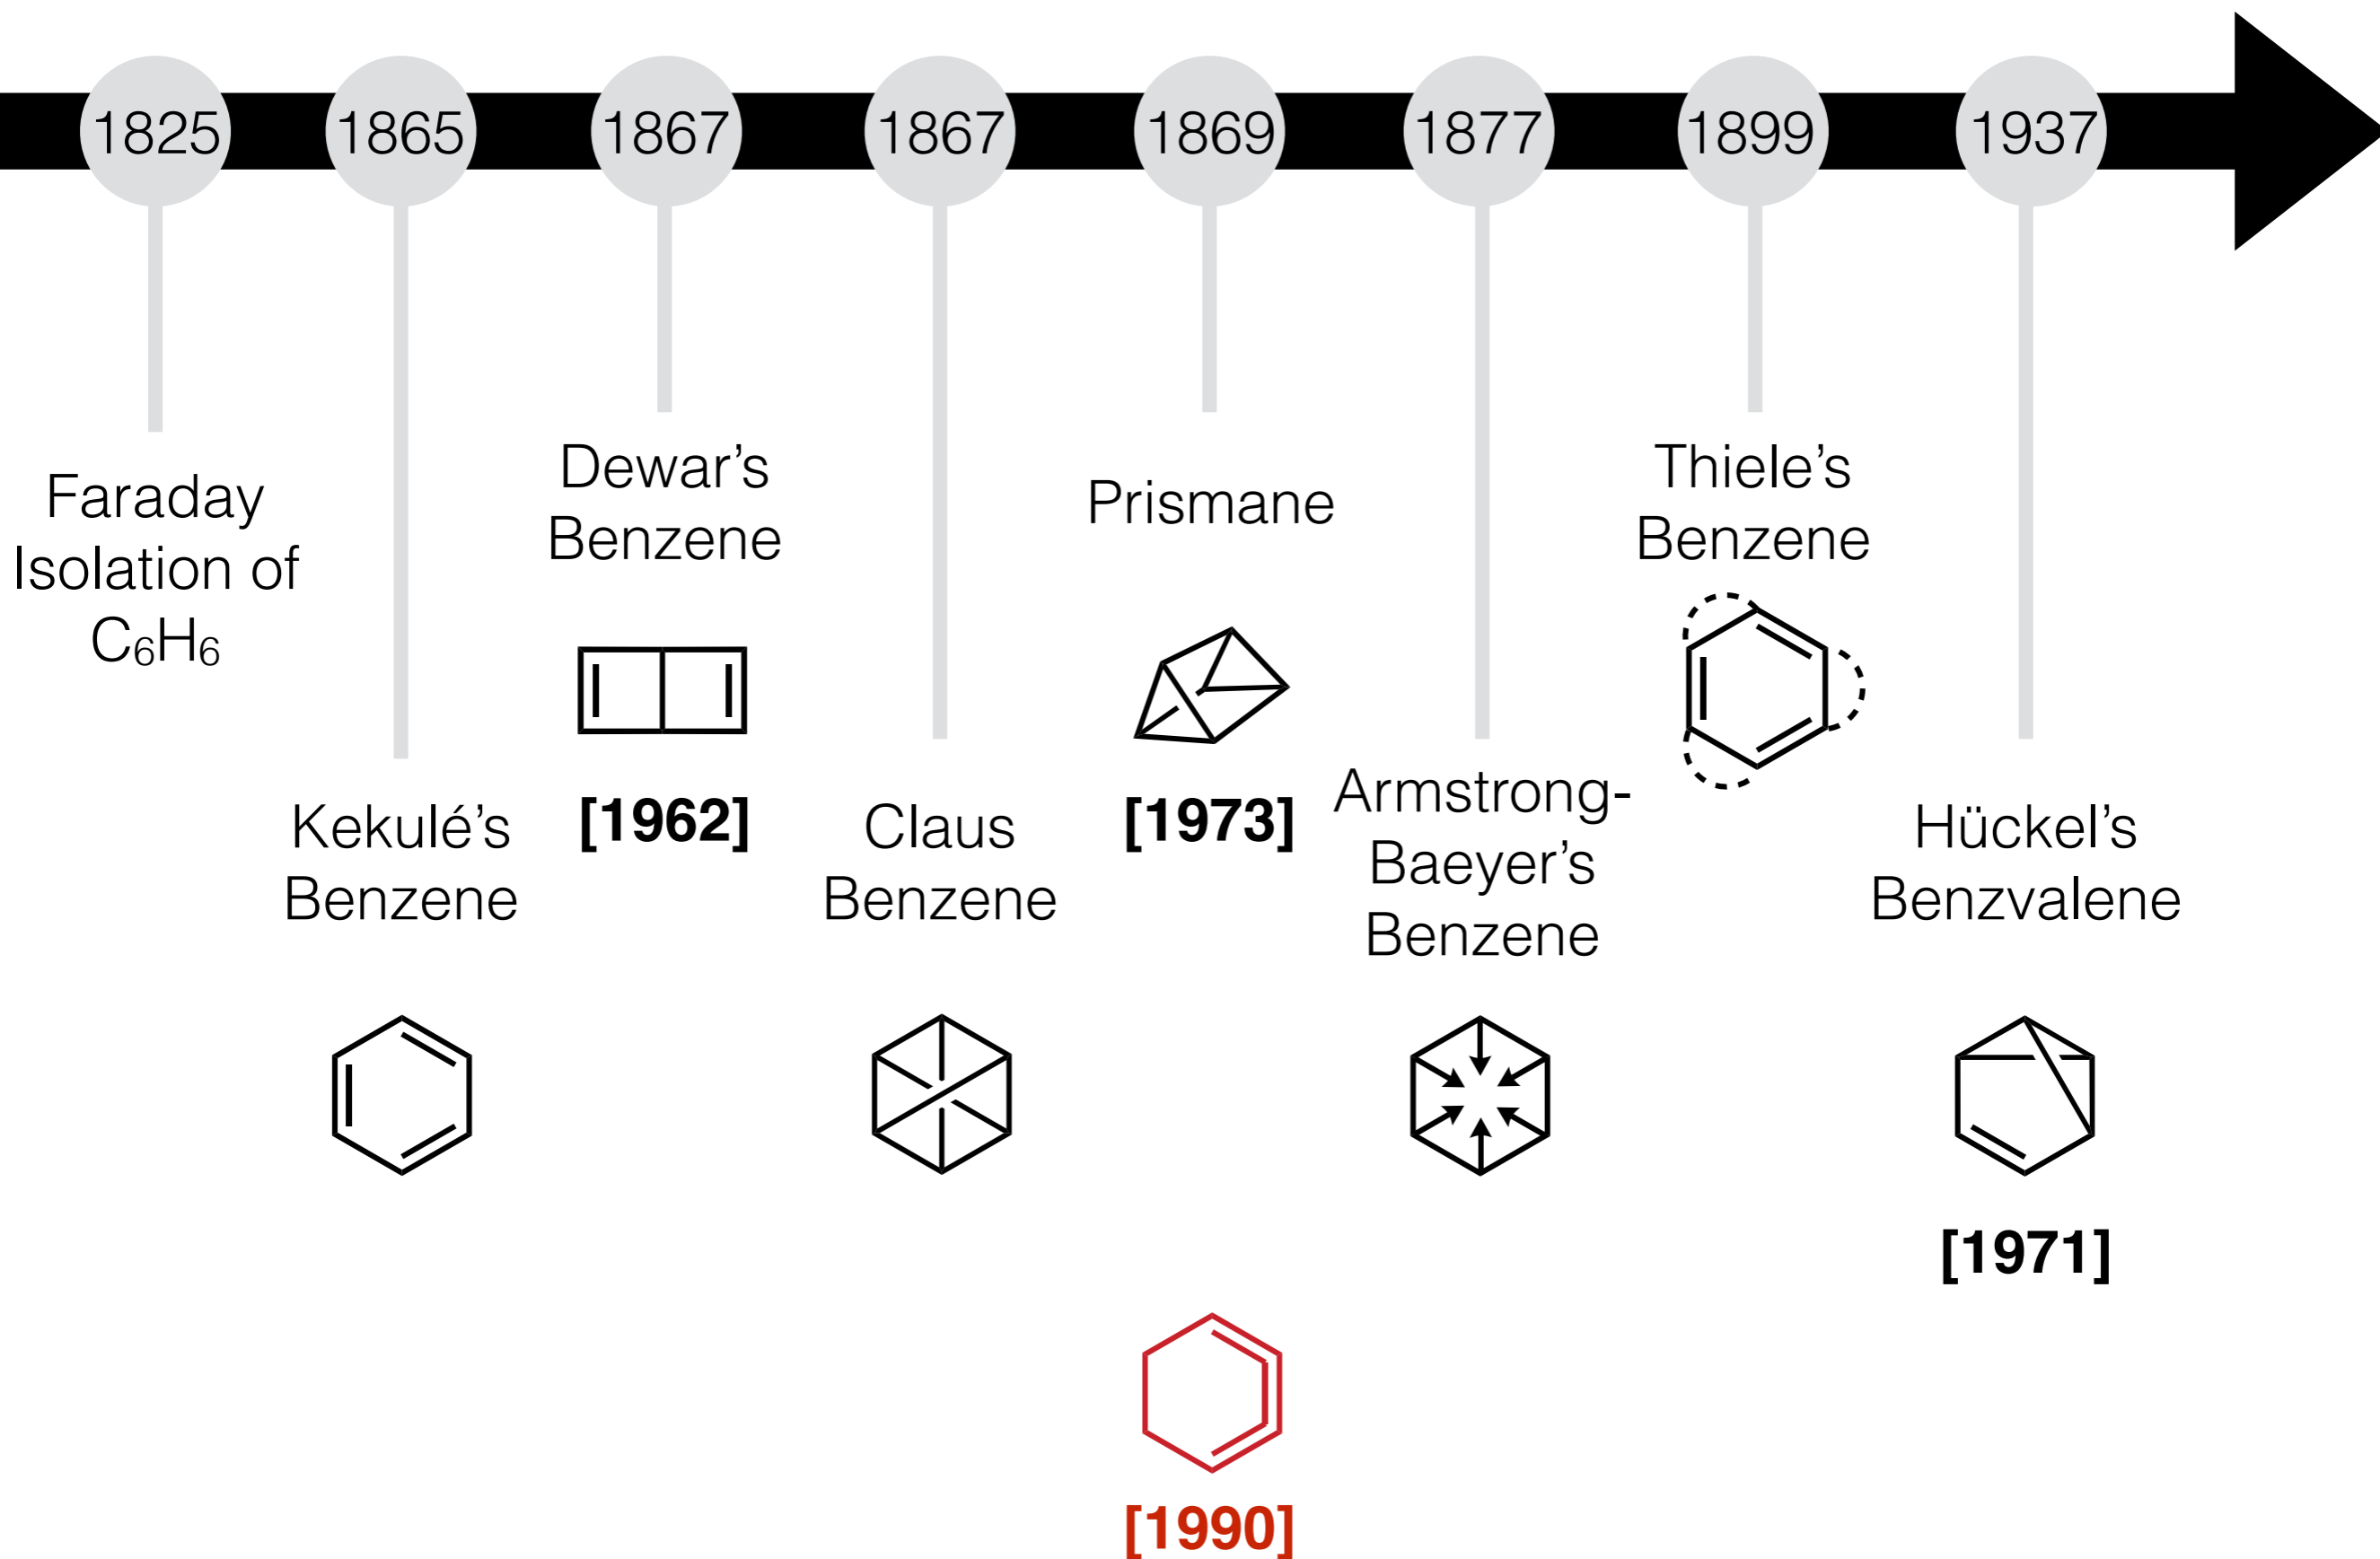 1825
1865
1867
1867
1869
1877
1899
1937
Faraday
Isolation of
C₆H₆
Kekulé’s
Benzene
Dewar’s
Benzene
[1962]
Claus
Benzene
Prismane
[1973]
Armstrong-
Baeyer’s
Benzene
Thiele’s
Benzene
Hückel’s
Benzvalene
[1971]
[1990]